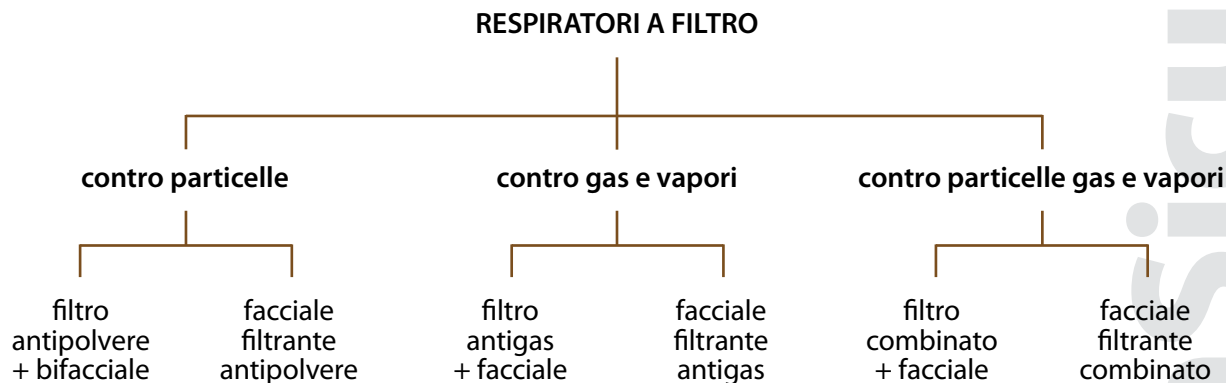 RESPIRATORI A FILTRO
contro particelle
contro gas e vapori
contro particelle gas e vapori
filtro
antipolvere
+ bifacciale
facciale
filtrante
antipolvere
filtro
antigas
+ facciale
facciale
filtrante
antigas
filtro
combinato
+ facciale
facciale
filtrante
combinato